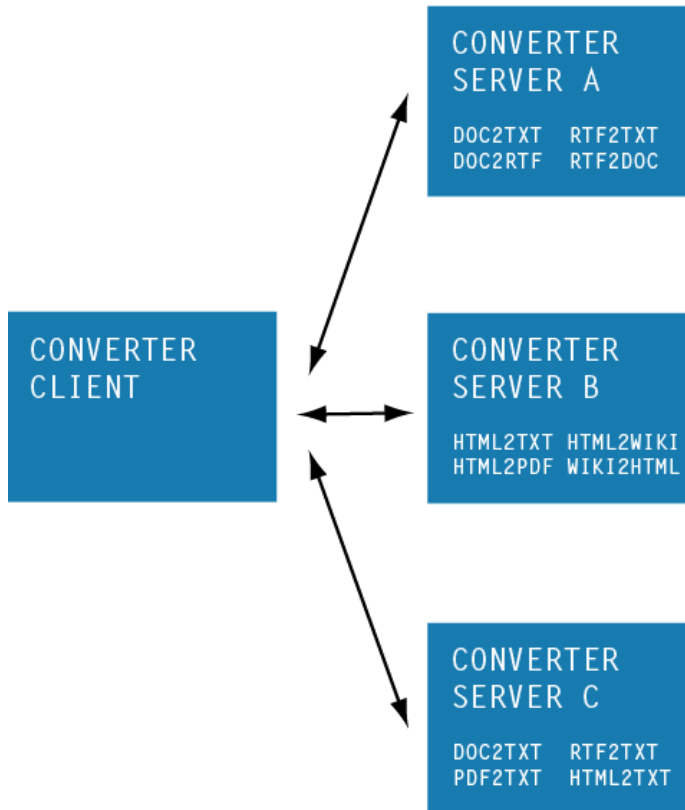 CONVERTER
SERVER A
DOC2TXT RTF2TXT
DOC2RTF RTF2DOC
CONVERTER
CLIENT
CONVERTER
SERVER B
HTML2TXT HTML2WIKI
HTML2PDF WIKI2HTML
CONVERTER
SERVER C
DOC2TXT RTF2TXT
PDF2TXT HTML2TXT